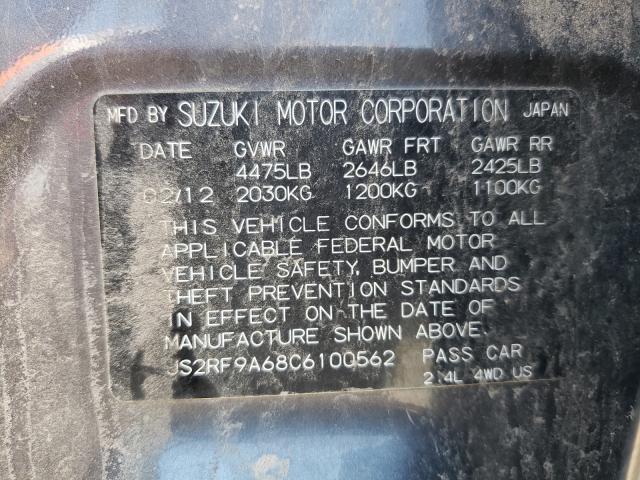 MFD BY SUZUKI MOTOR CORPORATION JAPAN
DATE GVWR GAWR FRT GAWR RR
4475LB 2646LB 2425LB
02/12 2030KG 1200KG 1100KG
THIS VEHICLE CONFORMS TO ALL
APPLICABLE FEDERAL MOTOR
VEHICLE SAFETY, BUMPER AND
THEFT PREVENTION STANDARDS
IN EFFECT ON THE DATE OF
MANUFACTURE SHOWN ABOVE.
JS2RF9A68C6100562 PASS CAR
2.4L 4WD US